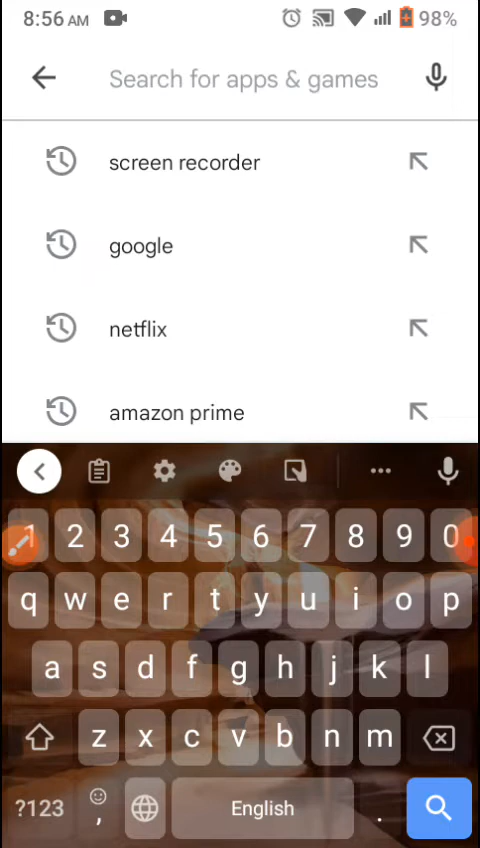 8:56 AM 98%
Search for apps & games
screen recorder
google
netflix
amazon prime
1 2 3 4 5 6 7 8 9 0
q w e r t y u i o p
a s d f g h j k l
z x c v b n m
?123 , English .